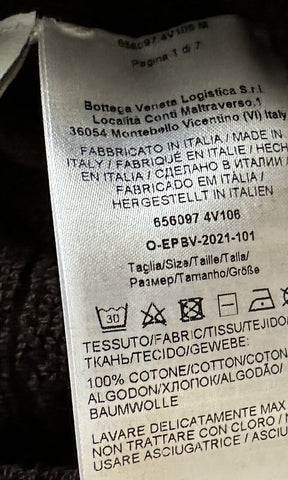 656097 4V106 M
Pagina 1 di 7
Bottega Veneta Logistica S.r.l.
Località Conti Maltraverso,1
36054 Montebello Vicentino (VI) Italy
FABBRICATO IN ITALIA / MADE IN
ITALY / FABRIQUÉ EN ITALIE / HECH
EN ITALIA / СДЕЛАНО В ИТАЛИИ /
FABRICADO EM ITÁLIA /
HERGESTELLT IN ITALIEN
656097 4V106
O-EPBV-2021-101
Taglia/Size/Taille/Talla/
Размер/Tamanho/Größe
30
TESSUTO/FABRIC/TISSU/TEJIDO/
ТКАНЬ/TECIDO/GEWEBE:
100% COTONE/COTTON/COTON
ALGODON/ХЛОПОК/ALGODÃO/
BAUMWOLLE
LAVARE DELICATAMENTE MAX
NON TRATTARE CON CLORO / N
USARE ASCIUGATRICE / ASCIU